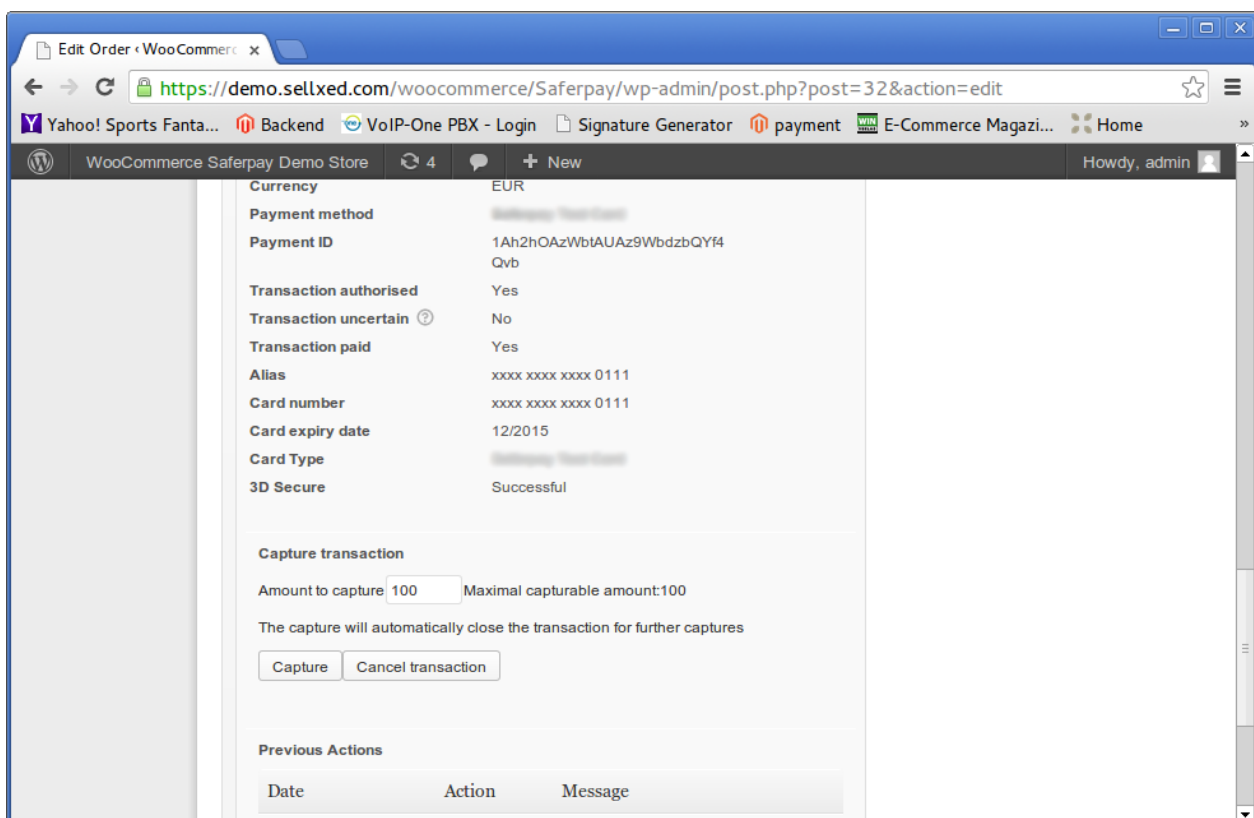 Edit Order ‹ WooCommerc
https://demo.sellxed.com/woocommerce/Saferpay/wp-admin/post.php?post=32&action=edit
Yahoo! Sports Fanta... Backend VoIP-One PBX - Login Signature Generator payment E-Commerce Magazi... Home »
WooCommerce Saferpay Demo Store 4 + New Howdy, admin
Currency EUR
Payment method
Payment ID 1Ah2hOAzWbtAUAz9WbdzbQYf4
Qvb
Transaction authorised Yes
Transaction uncertain ? No
Transaction paid Yes
Alias xxxx xxxx xxxx 0111
Card number xxxx xxxx xxxx 0111
Card expiry date 12/2015
Card Type
3D Secure Successful
Capture transaction
Amount to capture 100 Maximal capturable amount:100
The capture will automatically close the transaction for further captures
Capture Cancel transaction
Previous Actions
Date Action Message